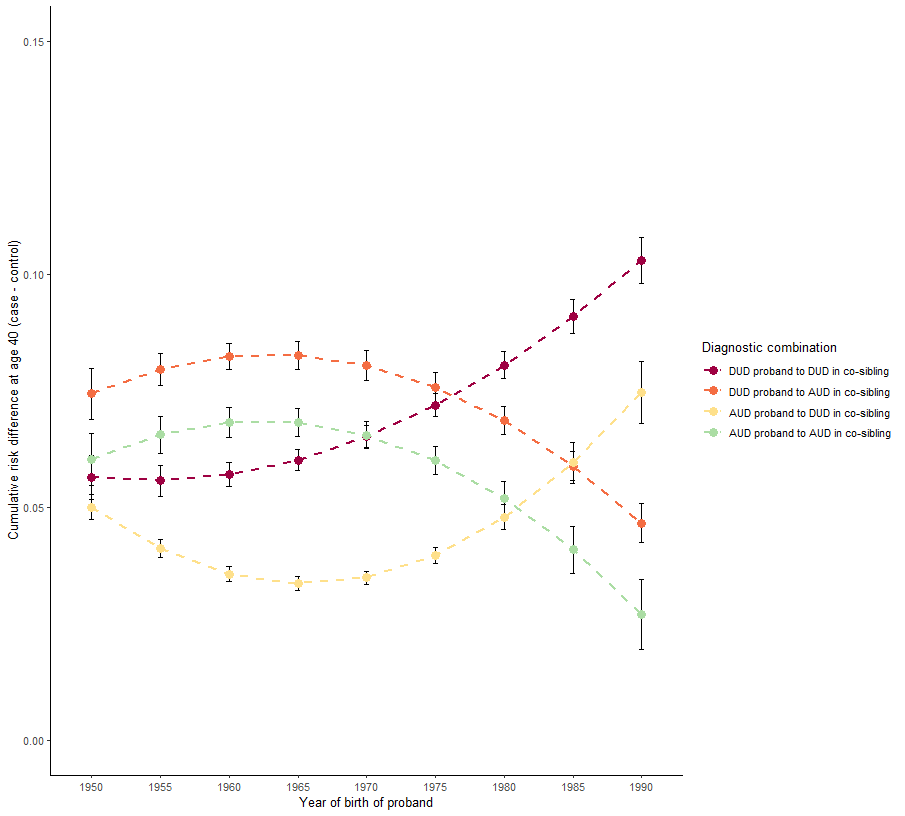 Cumulative risk difference at age 40 (case - control)
0.15
0.10
0.05
0.00
1950 1955 1960 1965 1970 1975 1980 1985 1990
Year of birth of proband
Diagnostic combination
DUD proband to DUD in co-sibling
DUD proband to AUD in co-sibling
AUD proband to DUD in co-sibling
AUD proband to AUD in co-sibling